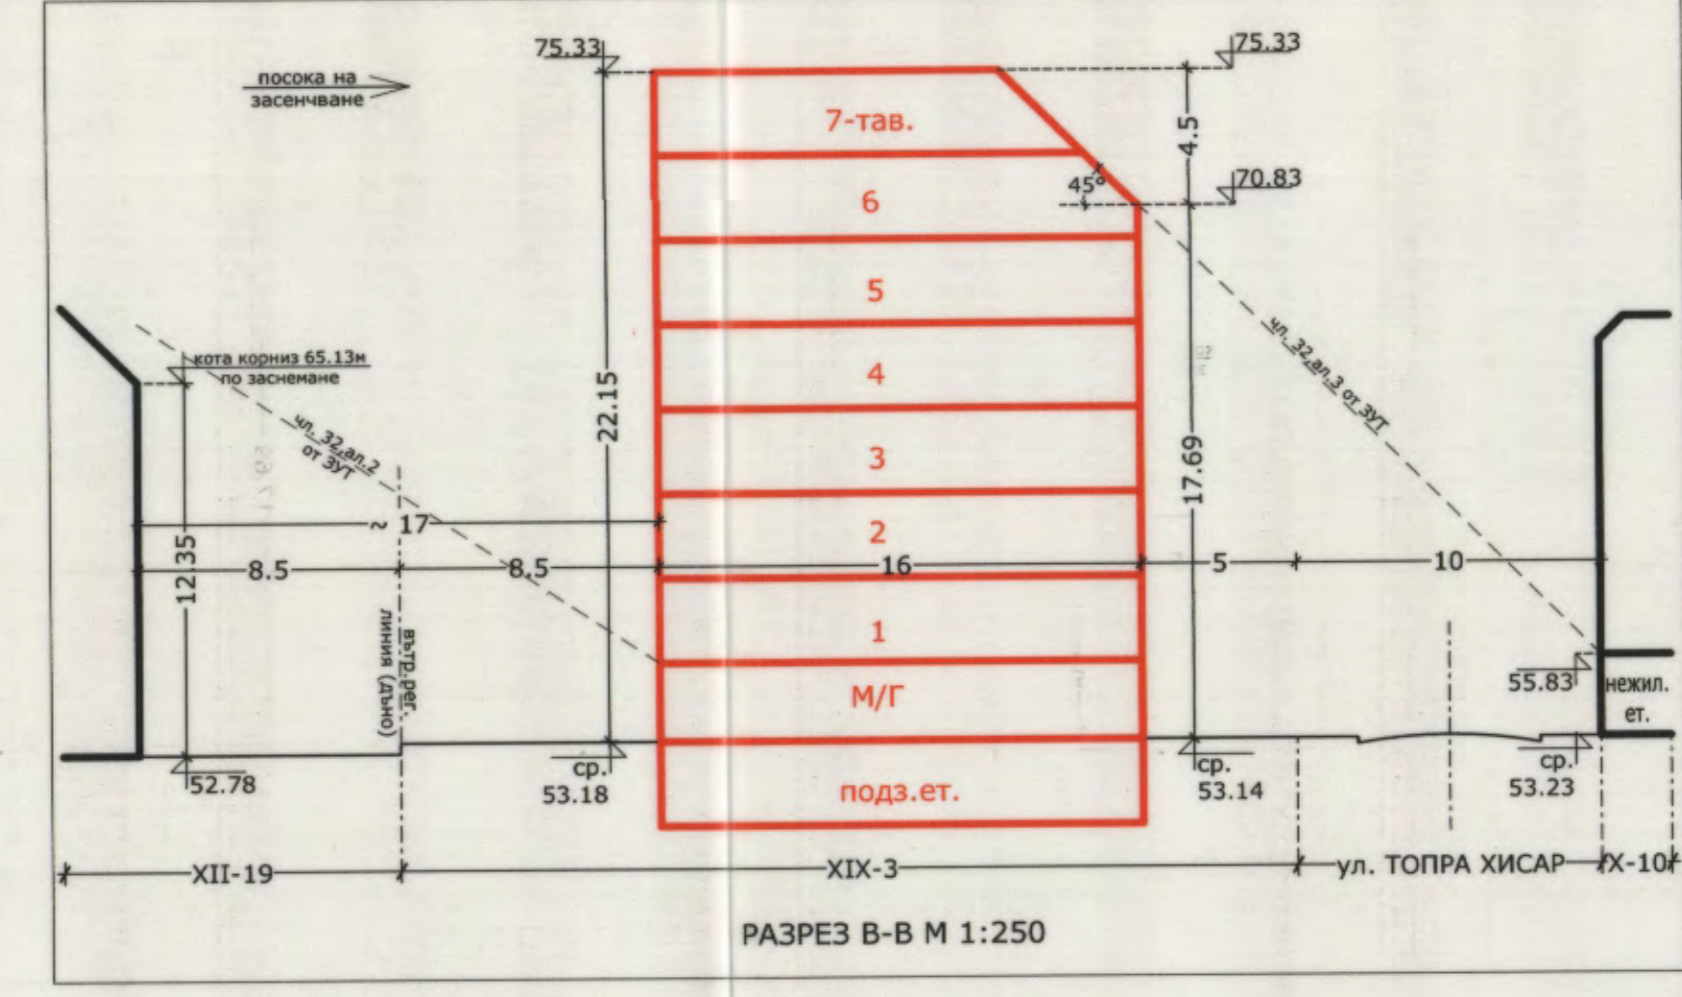 75.33
75.33
посока на
засенчване
7-тав.
4.5
45°
70.83
6
5
кота корниз 65.13м
по заснемане
чл. 32,ал.3 от ЗУТ
4
22.15
чл. 32,ал.2
от ЗУТ
3
17.69
~ 17
2
12.35
8.5
8.5
16
5
10
вътр.рег.
линия (дъно)
1
М/Г
55.83
нежил.
ет.
52.78
ср.
53.18
подз.ет.
ср.
53.14
ср.
53.23
XII-19
XIX-3
ул. ТОПРА ХИСАР
X-10
РАЗРЕЗ В-В М 1:250